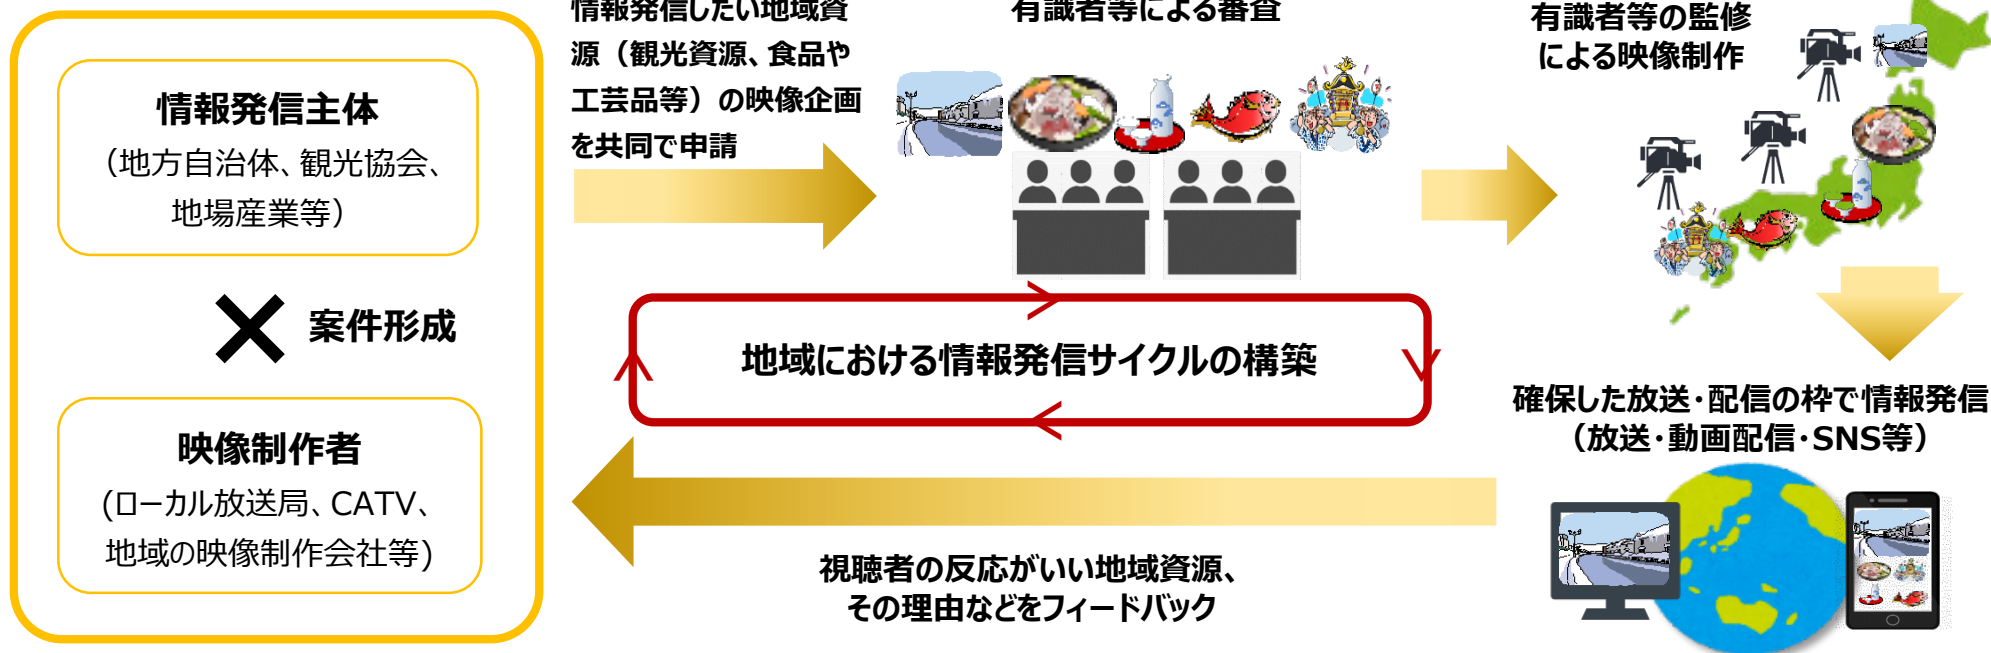 情報発信主体
（地方自治体、観光協会、
地場産業等）
案件形成
映像制作者
(ローカル放送局、CATV、
地域の映像制作会社等)
情報発信したい地域資
源（観光資源、食品や
工芸品等）の映像企画
を共同で申請
有識者等による審査
有識者等の監修
による映像制作
地域における情報発信サイクルの構築
確保した放送・配信の枠で情報発信
（放送・動画配信・SNS等）
視聴者の反応がいい地域資源、
その理由などをフィードバック